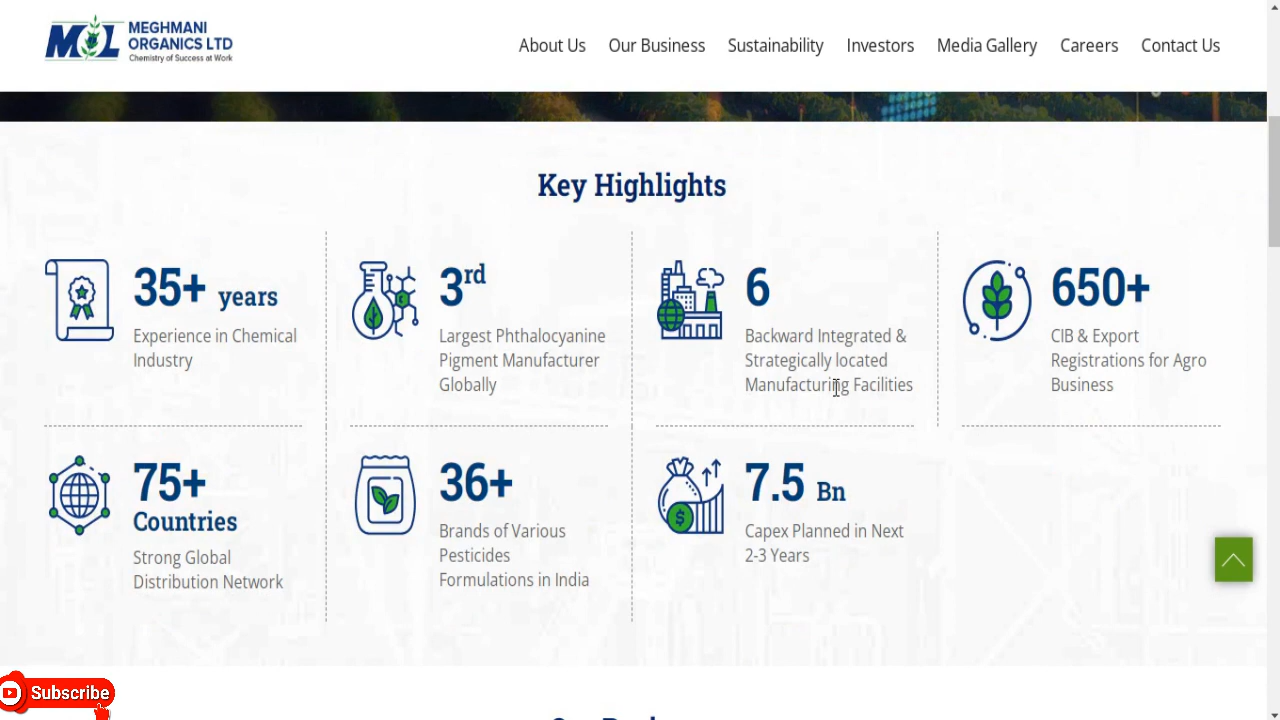 MOL
MEGHMANI
ORGANICS LTD
Chemistry of Success at Work
About Us Our Business Sustainability Investors Media Gallery Careers Contact Us
Key Highlights
35+ years
Experience in Chemical
Industry
3rd
Largest Phthalocyanine
Pigment Manufacturer
Globally
6
Backward Integrated &
Strategically located
Manufacturing Facilities
650+
CIB & Export
Registrations for Agro
Business
75+
Countries
Strong Global
Distribution Network
36+
Brands of Various
Pesticides
Formulations in India
7.5 Bn
Capex Planned in Next
2-3 Years
Subscribe